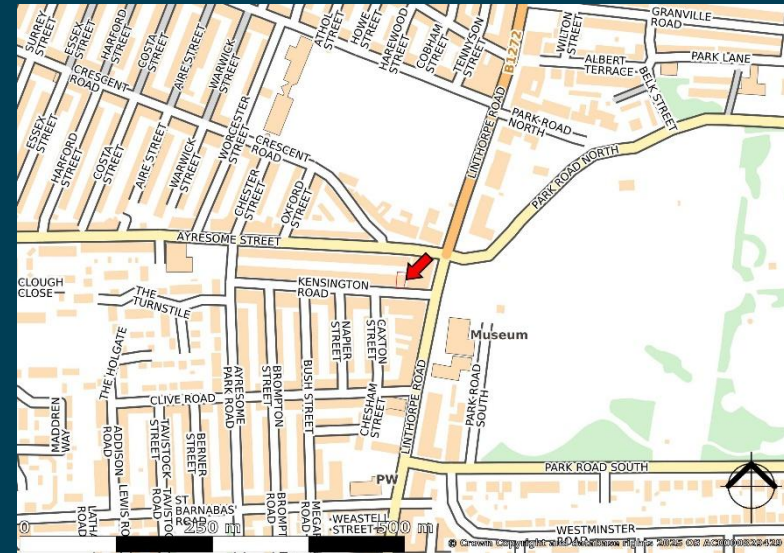 SURREY
STREET
ESSEX
STREET
HARFORD
STREET
COSTA
STREET
AIRE STREET
WARWICK
STREET
CRESCENT
ROAD
ATHOL
STREET
HOWE
STREET
HAREWOOD
STREET
COBHAM
STREET
TENNYSON
STREET
B1272
WILTON
STREET
GRANVILLE
ROAD
ALBERT
TERRACE
PARK LANE
BELK STREET
PARK ROAD
NORTH
LINTHORPE ROAD
PARK ROAD NORTH
ESSEX
STREET
HARFORD
STREET
COSTA
STREET
AIRE STREET
WARWICK
STREET
WORCESTER
STREET
CRESCENT
ROAD
CHESTER
STREET
OXFORD
STREET
AYRESOME STREET
CLOUGH
CLOSE
THE
TURNSTILE
KENSINGTON
ROAD
THE HOLGATE
NAPIER
STREET
CAXTON
STREET
Museum
AYRESOME
PARK ROAD
BROMPTON
STREET
BUSH STREET
CHESHAM
STREET
LINTHORPE ROAD
PARK ROAD
SOUTH
CLIVE ROAD
MADDREN
WAY
ADDISON
ROAD
TAVISTOCK
STREET
BERNER
STREET
PW
PARK ROAD SOUTH
LEWIS
TAVISTOCK
ST
BARNABAS'
ROAD
WEASTELL
STREET
WESTMINSTER
ROAD
0
250 m
500 m
© Crown Copyright and database rights 2025 OS AC0000829429